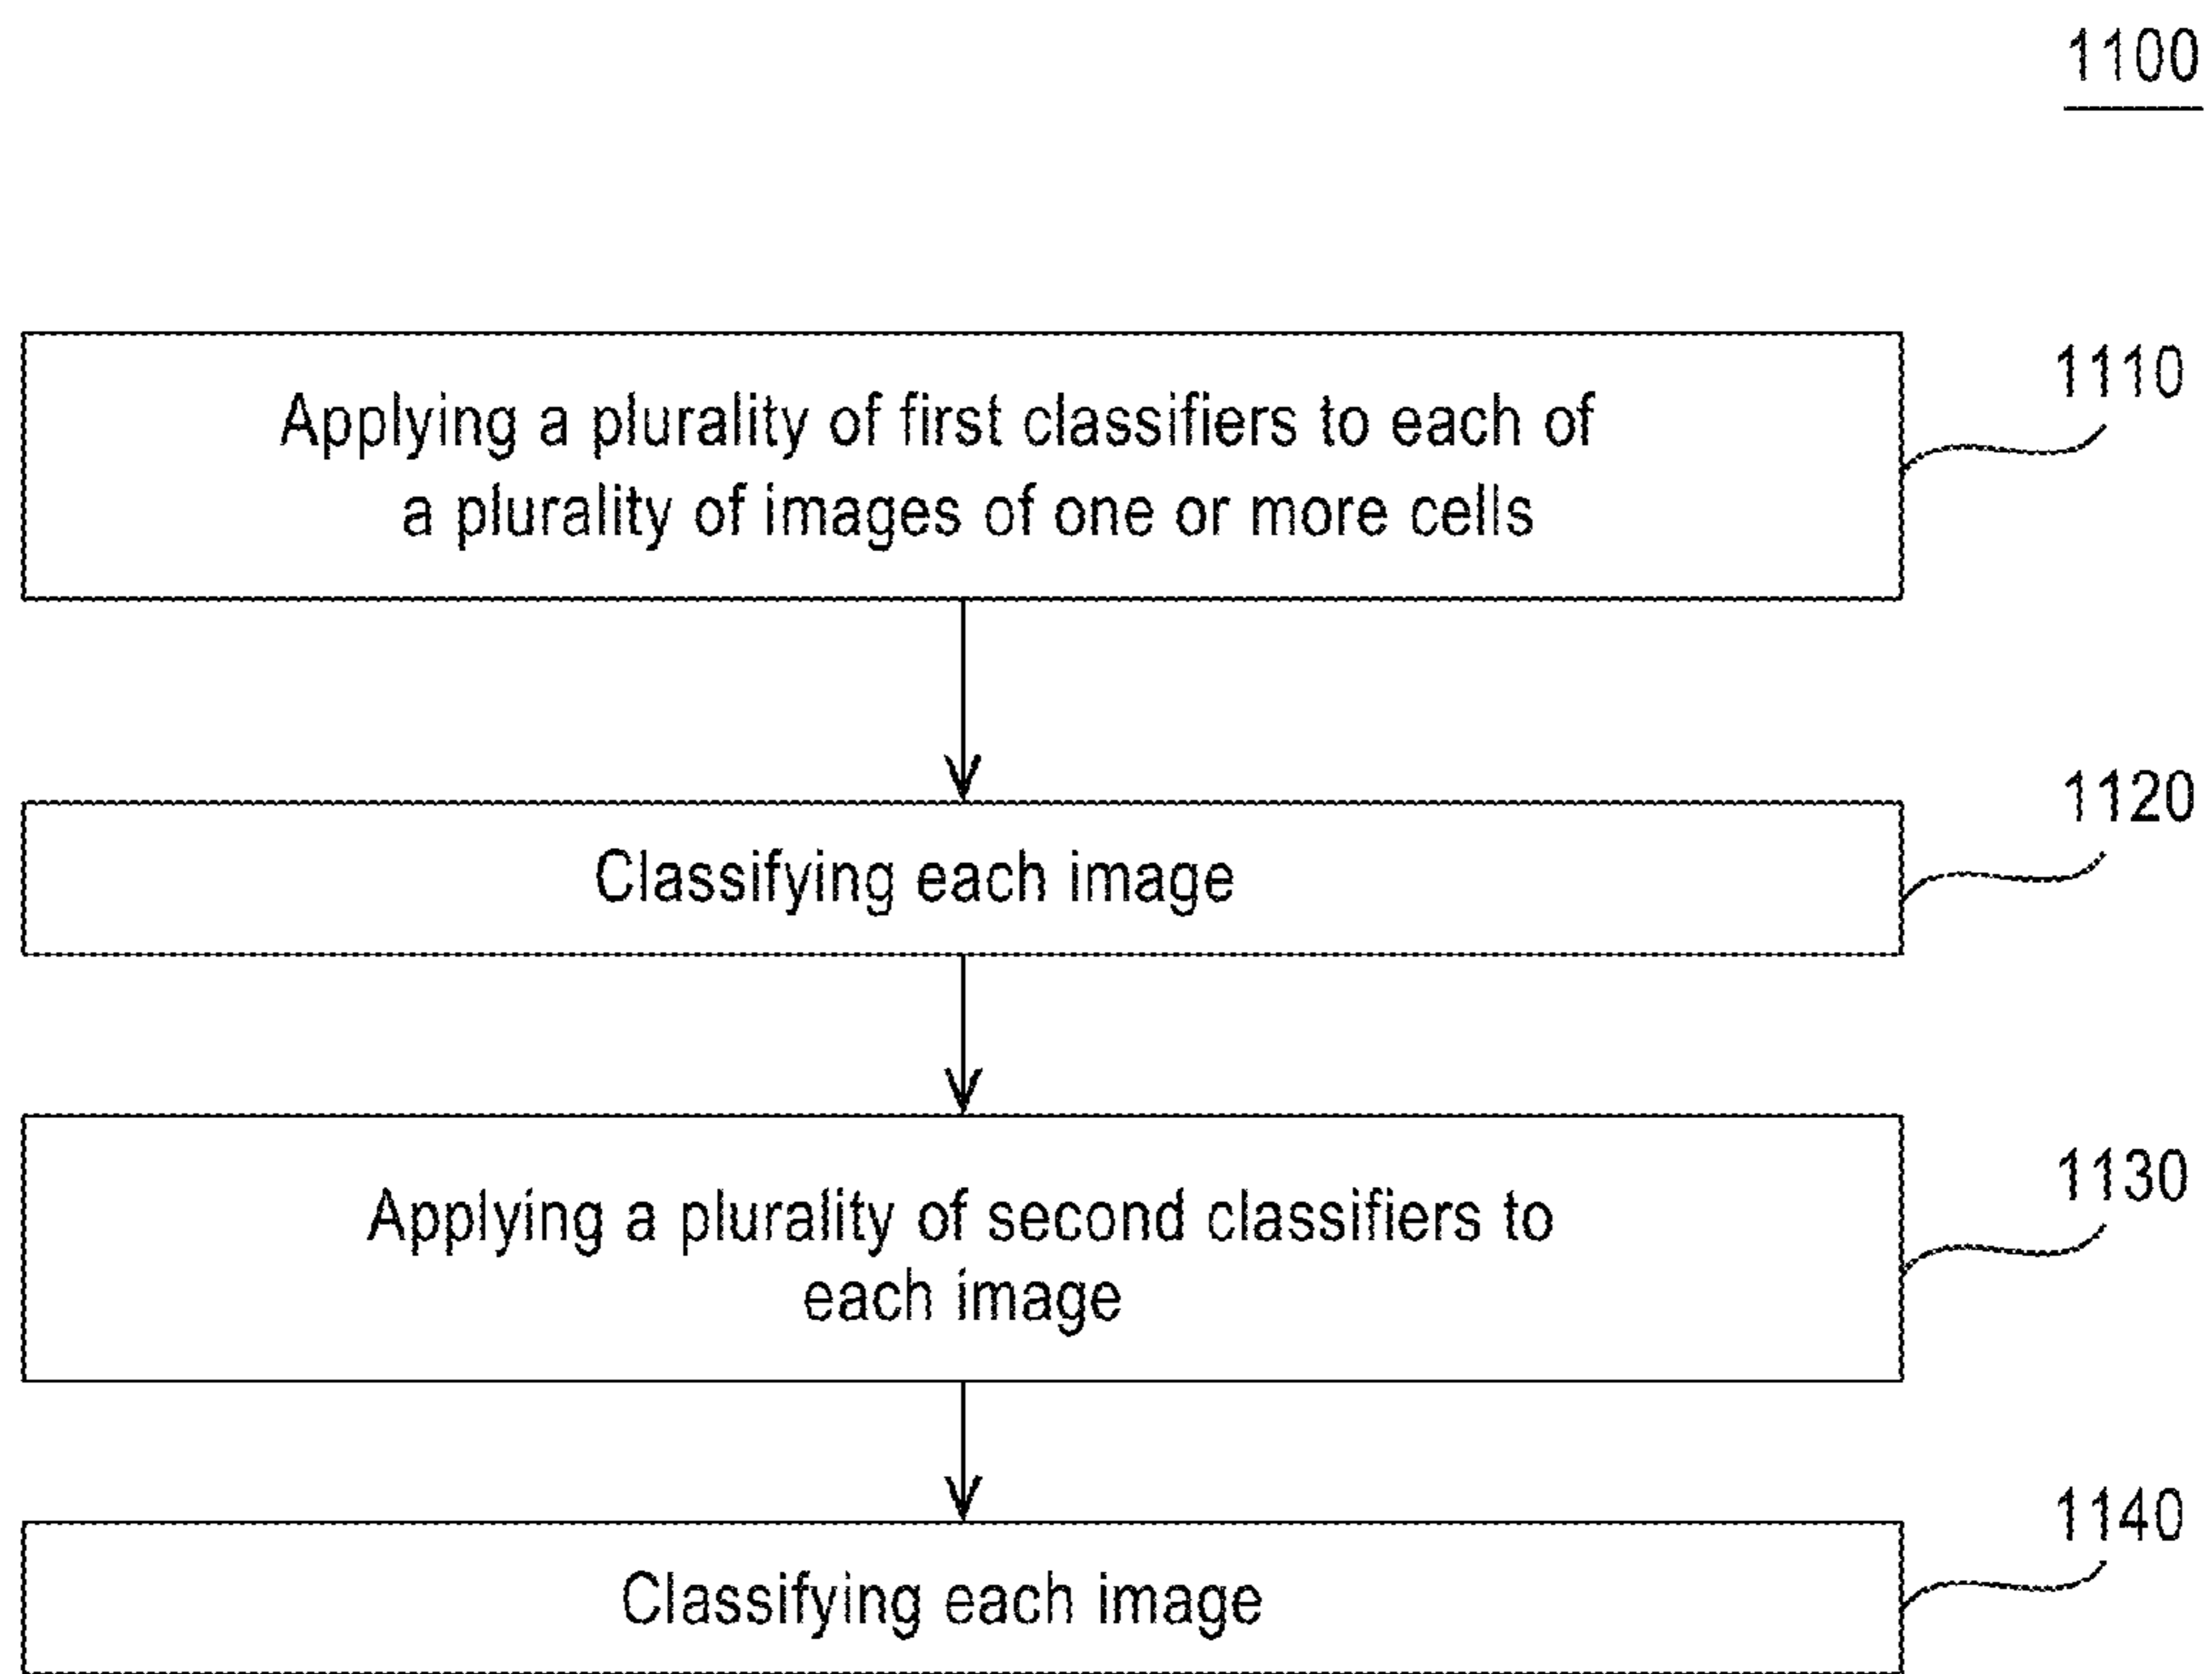 1100
Applying a plurality of first classifiers to each of
a plurality of images of one or more cells
1110
Classifying each image
1120
Applying a plurality of second classifiers to
each image
1130
Classifying each image
1140